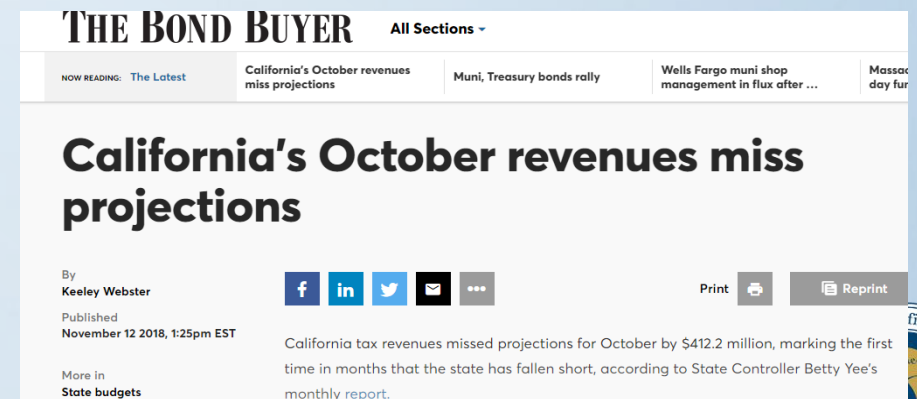 THE BOND BUYER
All Sections
NOW READING: The Latest
California's October revenues
miss projections
Muni, Treasury bonds rally
Wells Fargo muni shop
management in flux after ...
California's October revenues miss
projections
By
Keeley Webster
Published
November 12 2018, 1:25pm EST
More in
State budgets
f
in
Print
Reprint
California tax revenues missed projections for October by $412.2 million, marking the first
time in months that the state has fallen short, according to State Controller Betty Yee's
monthly report.